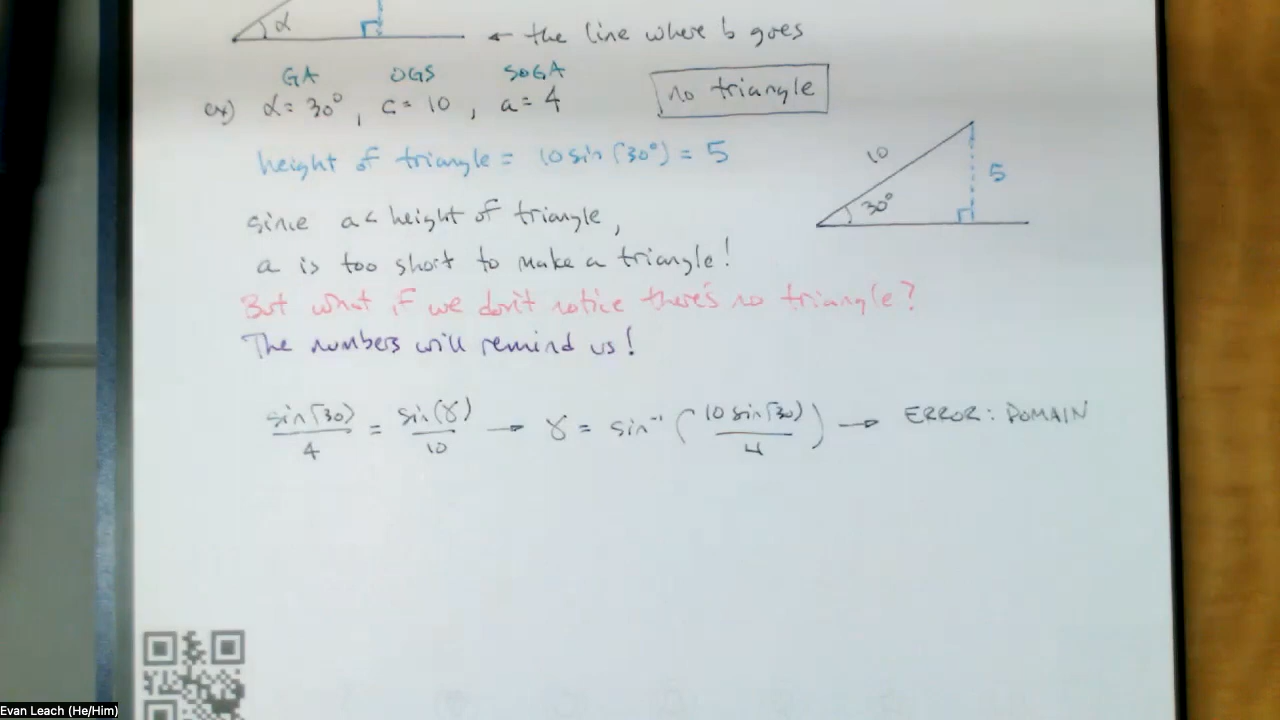 α
← the line where b goes
GA OGS SOGA
ex) α = 30°, c = 10, a = 4
no triangle
height of triangle = 10 sin(30°) = 5
10
30°
5
since a < height of triangle,
a is too short to make a triangle!
But what if we don't notice there's no triangle?
The numbers will remind us!
sin(30)/4 = sin(γ)/10 → γ = sin⁻¹(10 sin(30)/4) → ERROR: DOMAIN
Evan Leach (He/Him)